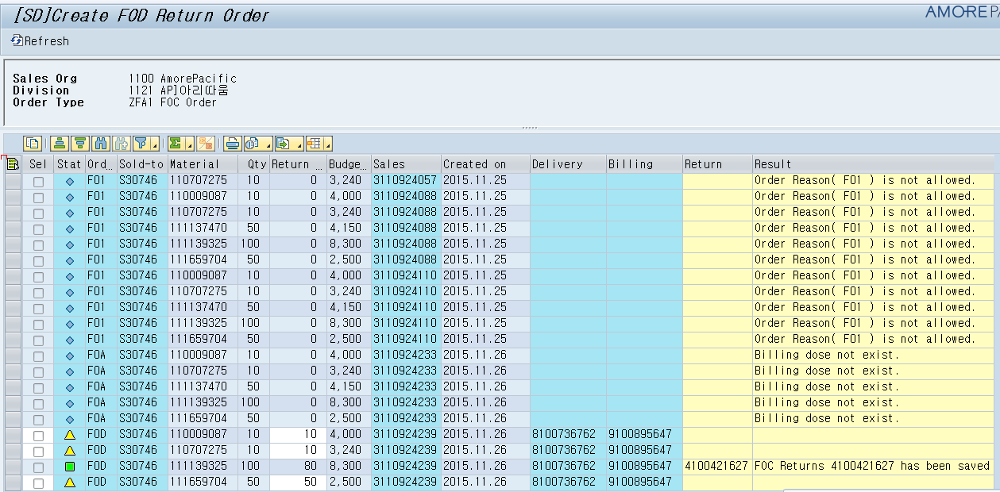 [SD]Create FOD Return Order
AMOREPA
Refresh
Sales Org 1100 AmorePacific
Division 1121 AP]아리따움
Order Type ZFA1 FOC Order
Sel Stat Ord… Sold-to Material Qty Return … Budge… Sales Created on Delivery Billing Return Result
F01 S30746 110707275 10 0 3,240 3110924057 2015.11.25 Order Reason( F01 ) is not allowed.
F01 S30746 110009087 10 0 4,000 3110924088 2015.11.25 Order Reason( F01 ) is not allowed.
F01 S30746 110707275 10 0 3,240 3110924088 2015.11.25 Order Reason( F01 ) is not allowed.
F01 S30746 111137470 50 0 4,150 3110924088 2015.11.25 Order Reason( F01 ) is not allowed.
F01 S30746 111139325 100 0 8,300 3110924088 2015.11.25 Order Reason( F01 ) is not allowed.
F01 S30746 111659704 50 0 2,500 3110924088 2015.11.25 Order Reason( F01 ) is not allowed.
F01 S30746 110009087 10 0 4,000 3110924110 2015.11.25 Order Reason( F01 ) is not allowed.
F01 S30746 110707275 10 0 3,240 3110924110 2015.11.25 Order Reason( F01 ) is not allowed.
F01 S30746 111137470 50 0 4,150 3110924110 2015.11.25 Order Reason( F01 ) is not allowed.
F01 S30746 111139325 100 0 8,300 3110924110 2015.11.25 Order Reason( F01 ) is not allowed.
F01 S30746 111659704 50 0 2,500 3110924110 2015.11.25 Order Reason( F01 ) is not allowed.
F0A S30746 110009087 10 0 4,000 3110924233 2015.11.26 Billing dose not exist.
F0A S30746 110707275 10 0 3,240 3110924233 2015.11.26 Billing dose not exist.
F0A S30746 111137470 50 0 4,150 3110924233 2015.11.26 Billing dose not exist.
F0A S30746 111139325 100 0 8,300 3110924233 2015.11.26 Billing dose not exist.
F0A S30746 111659704 50 0 2,500 3110924233 2015.11.26 Billing dose not exist.
F0D S30746 110009087 10 10 4,000 3110924239 2015.11.26 8100736762 9100895647
F0D S30746 110707275 10 10 3,240 3110924239 2015.11.26 8100736762 9100895647
F0D S30746 111139325 100 80 8,300 3110924239 2015.11.26 8100736762 9100895647 4100421627 FOC Returns 4100421627 has been saved
F0D S30746 111659704 50 50 2,500 3110924239 2015.11.26 8100736762 9100895647